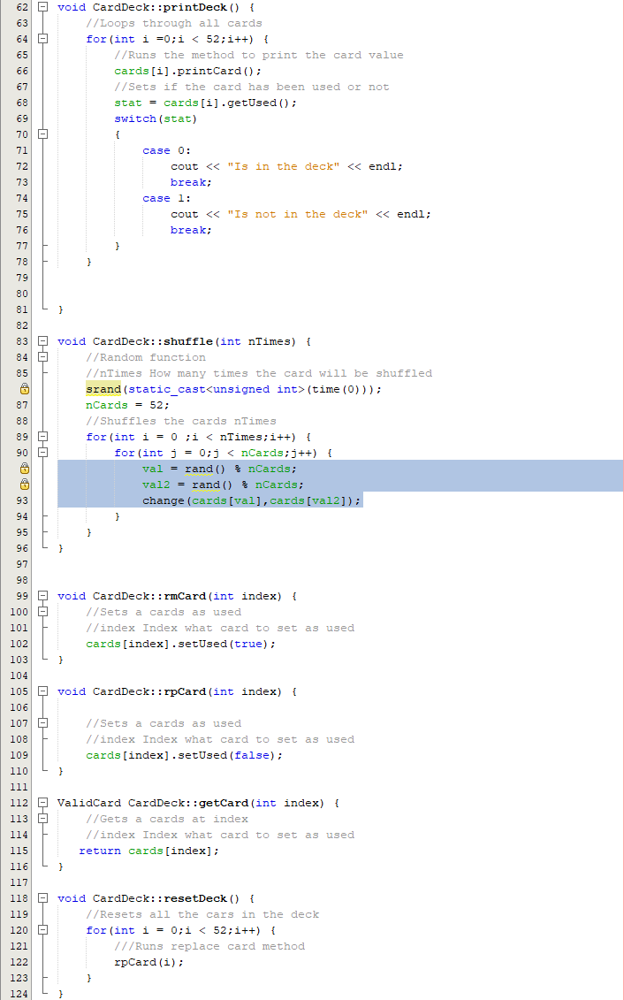 62 void CardDeck::printDeck() {
63 //Loops through all cards
64 for(int i =0;i < 52;i++) {
65 //Runs the method to print the card value
66 cards[i].printCard();
67 //Sets if the card has been used or not
68 stat = cards[i].getUsed();
69 switch(stat)
70 {
71 case 0:
72 cout << "Is in the deck" << endl;
73 break;
74 case 1:
75 cout << "Is not in the deck" << endl;
76 break;
77 }
78 }
79
80
81 }
82
83 void CardDeck::shuffle(int nTimes) {
84 //Random function
85 //nTimes How many times the card will be shuffled
srand(static_cast<unsigned int>(time(0)));
87 nCards = 52;
88 //Shuffles the cards nTimes
89 for(int i = 0 ;i < nTimes;i++) {
90 for(int j = 0;j < nCards;j++) {
val = rand() % nCards;
val2 = rand() % nCards;
93 change(cards[val],cards[val2]);
94 }
95 }
96 }
97
98
99 void CardDeck::rmCard(int index) {
100 //Sets a cards as used
101 //index Index what card to set as used
102 cards[index].setUsed(true);
103 }
104
105 void CardDeck::rpCard(int index) {
106
107 //Sets a cards as used
108 //index Index what card to set as used
109 cards[index].setUsed(false);
110 }
111
112 ValidCard CardDeck::getCard(int index) {
113 //Gets a cards at index
114 //index Index what card to set as used
115 return cards[index];
116 }
117
118 void CardDeck::resetDeck() {
119 //Resets all the cars in the deck
120 for(int i = 0;i < 52;i++) {
121 ///Runs replace card method
122 rpCard(i);
123 }
124 }